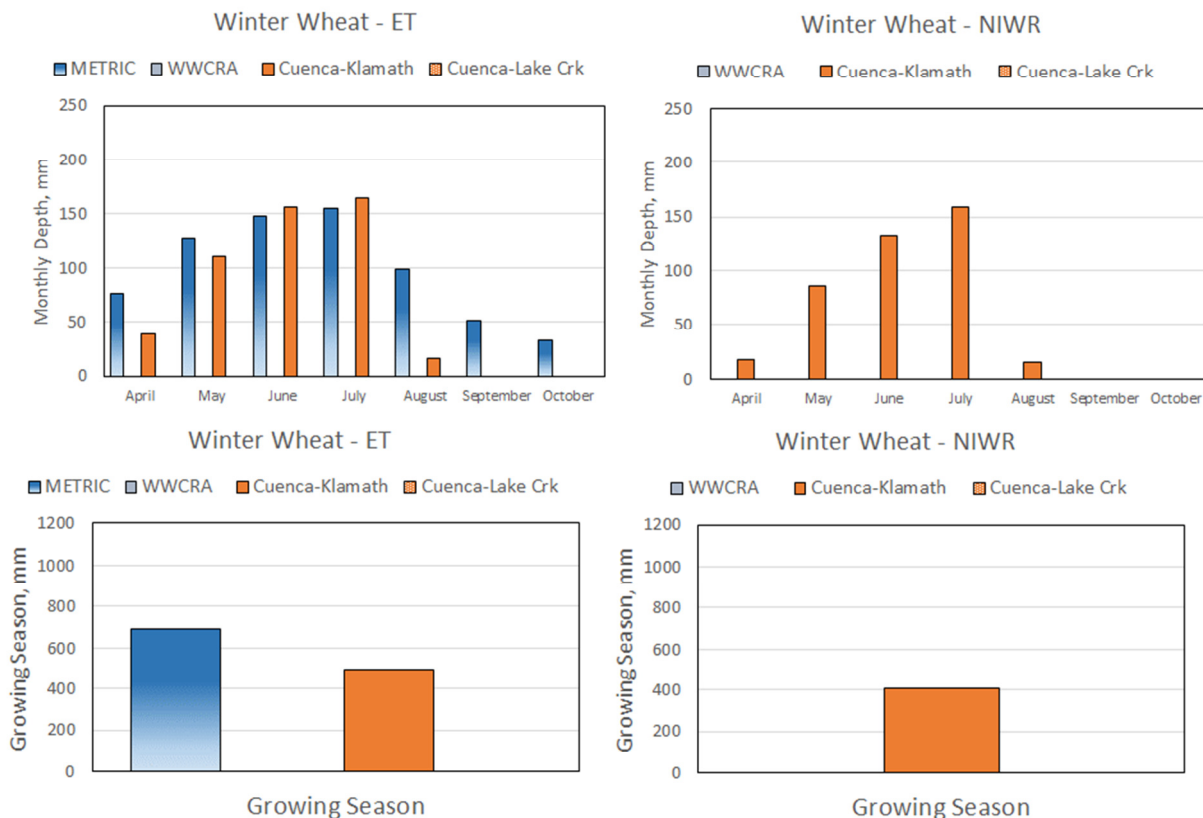 Winter Wheat - ET
METRIC WWCRA Cuenca-Klamath Cuenca-Lake Crk
250
200
150
100
50
0
Monthly Depth, mm
April May June July August September October
Winter Wheat - NIWR
WWCRA Cuenca-Klamath Cuenca-Lake Crk
250
200
150
100
50
0
Monthly Depth, mm
April May June July August September October
Winter Wheat - ET
METRIC WWCRA Cuenca-Klamath Cuenca-Lake Crk
1200
1000
800
600
400
200
0
Growing Season, mm
Growing Season
Winter Wheat - NIWR
WWCRA Cuenca-Klamath Cuenca-Lake Crk
1200
1000
800
600
400
200
0
Growing Season, mm
Growing Season